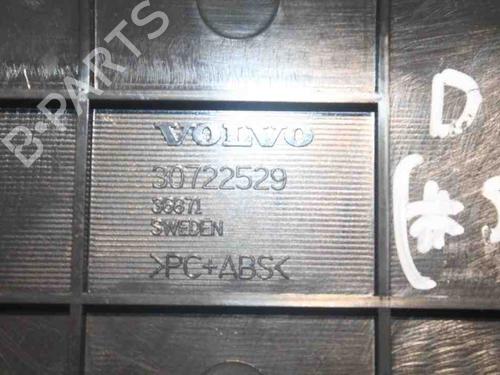 B-PARTS
VOLVO
30722529
36671
SWEDEN
>PC+ABS<
D
(*